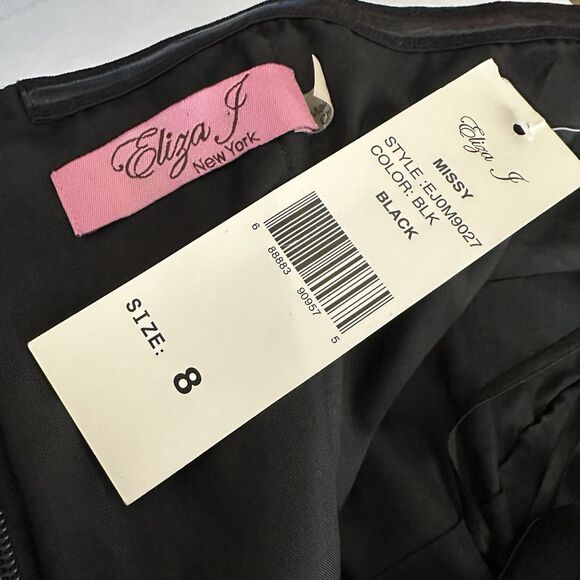 Eliza J
New York
Eliza J
MISSY
STYLE :EJ0M9027
COLOR: BLK
BLACK
6 88883 90957 5
SIZE: 8